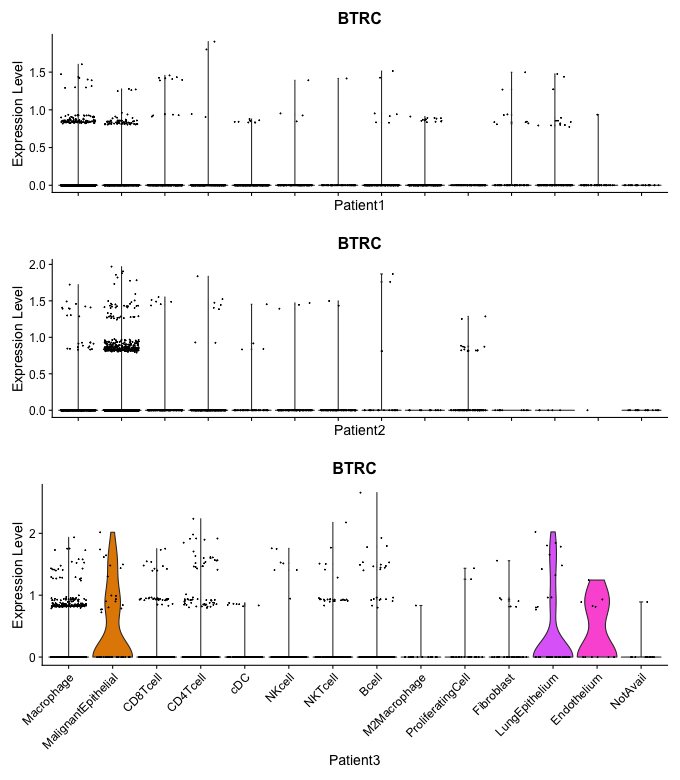 BTRC
Expression Level
1.5
1.0
0.5
0.0
Patient1
BTRC
Expression Level
2.0
1.5
1.0
0.5
0.0
Patient2
BTRC
Expression Level
2
1
0
Macrophage
MalignantEpithelial
CD8Tcell
CD4Tcell
cDC
NKcell
NKTcell
Bcell
M2Macrophage
ProliferatingCell
Fibroblast
LungEpithelium
Endothelium
NotAvail
Patient3